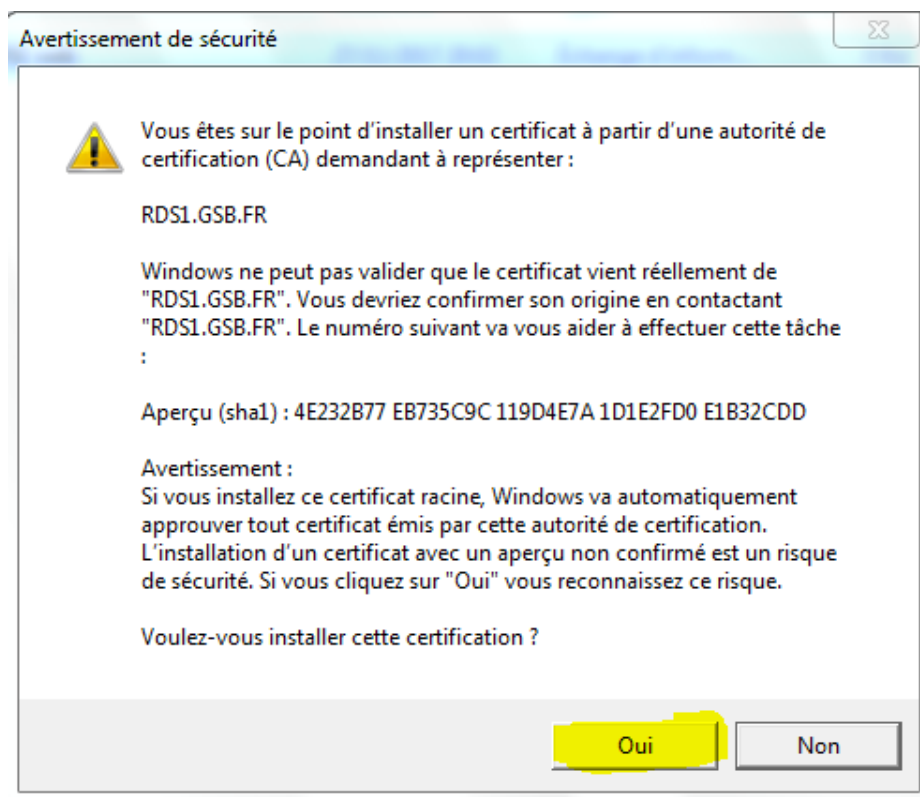 Avertissement de sécurité
Vous êtes sur le point d'installer un certificat à partir d'une autorité de
certification (CA) demandant à représenter :
RDS1.GSB.FR
Windows ne peut pas valider que le certificat vient réellement de
"RDS1.GSB.FR". Vous devriez confirmer son origine en contactant
"RDS1.GSB.FR". Le numéro suivant va vous aider à effectuer cette tâche
:
Aperçu (sha1) : 4E232B77 EB735C9C 119D4E7A 1D1E2FD0 E1B32CDD
Avertissement :
Si vous installez ce certificat racine, Windows va automatiquement
approuver tout certificat émis par cette autorité de certification.
L'installation d'un certificat avec un aperçu non confirmé est un risque
de sécurité. Si vous cliquez sur "Oui" vous reconnaissez ce risque.
Voulez-vous installer cette certification ?
Oui
Non